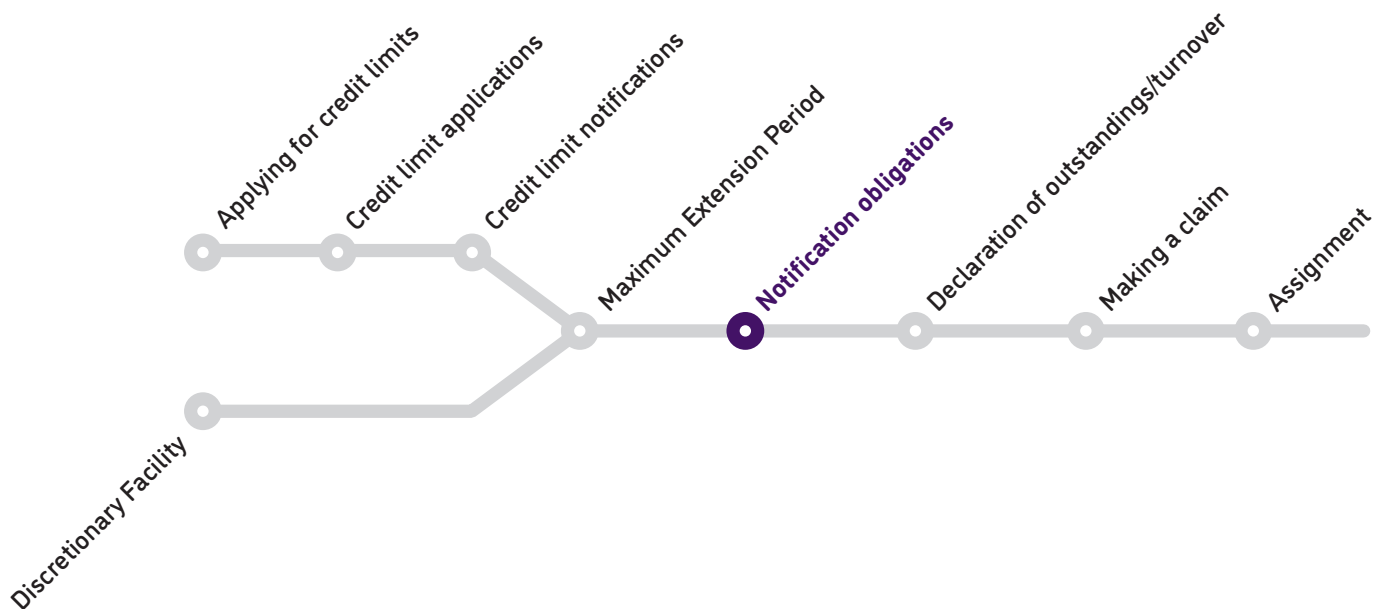 Applying for credit limits
Credit limit applications
Credit limit notifications
Maximum Extension Period
Notification obligations
Declaration of outstandings/turnover
Making a claim
Assignment
Discretionary Facility